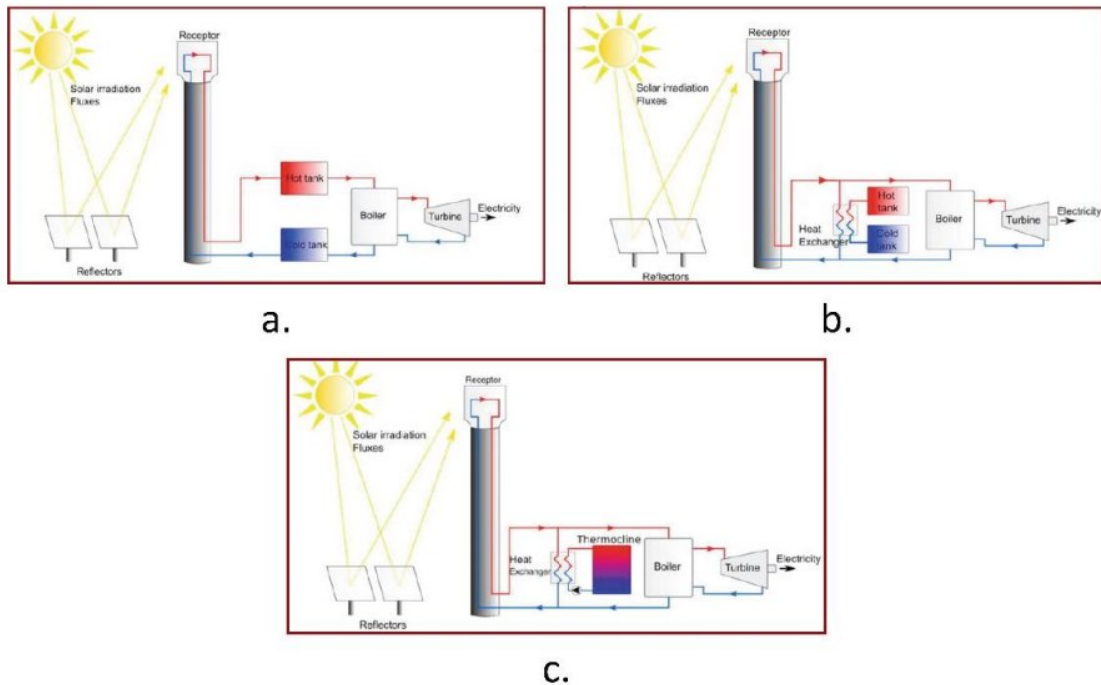 Receptor
Solar irradiation
Fluxes
Hot tank
Boiler
Turbine
Electricity
Cold tank
Reflectors
a.
Receptor
Solar irradiation
Fluxes
Hot
tank
Heat
Exchanger
Cold
tank
Boiler
Turbine
Electricity
Reflectors
b.
Receptor
Solar irradiation
Fluxes
Thermocline
Heat
Exchanger
Boiler
Turbine
Electricity
Reflectors
c.